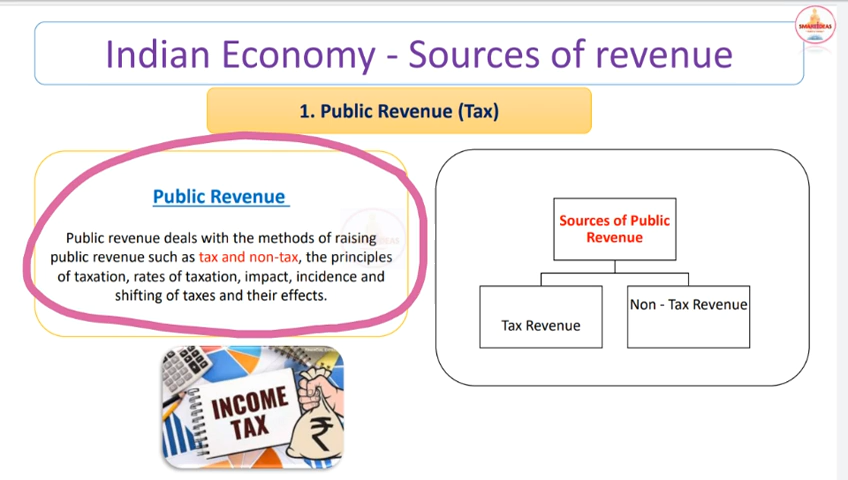 SMART IDEAS
Indian Economy - Sources of revenue
1. Public Revenue (Tax)
Public Revenue
Public revenue deals with the methods of raising
public revenue such as tax and non-tax, the principles
of taxation, rates of taxation, impact, incidence and
shifting of taxes and their effects.
Sources of Public
Revenue
Tax Revenue
Non - Tax Revenue
INCOME
TAX
₹